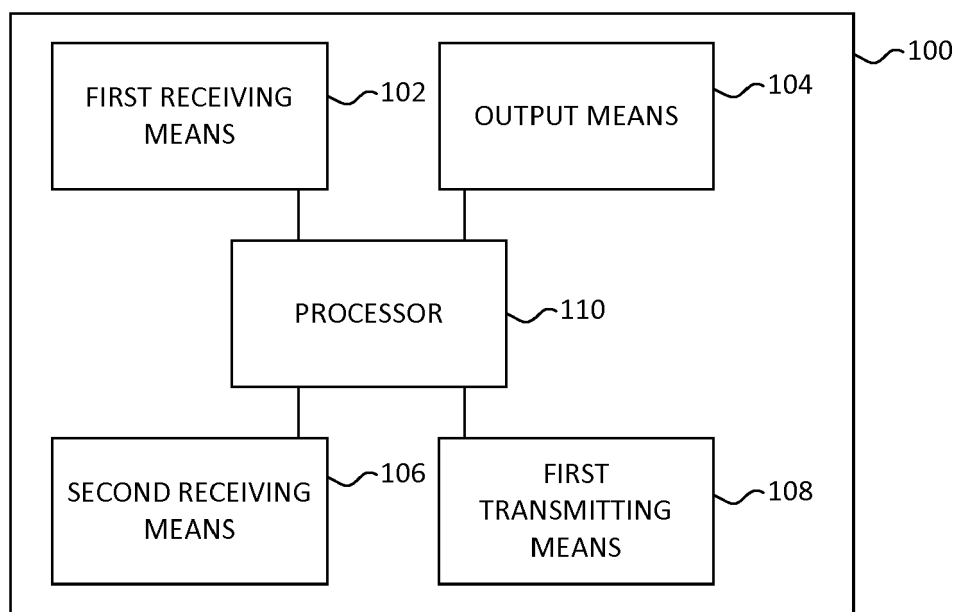 100
FIRST RECEIVING
MEANS
102
OUTPUT MEANS
104
PROCESSOR
110
SECOND RECEIVING
MEANS
106
FIRST
TRANSMITTING
MEANS
108